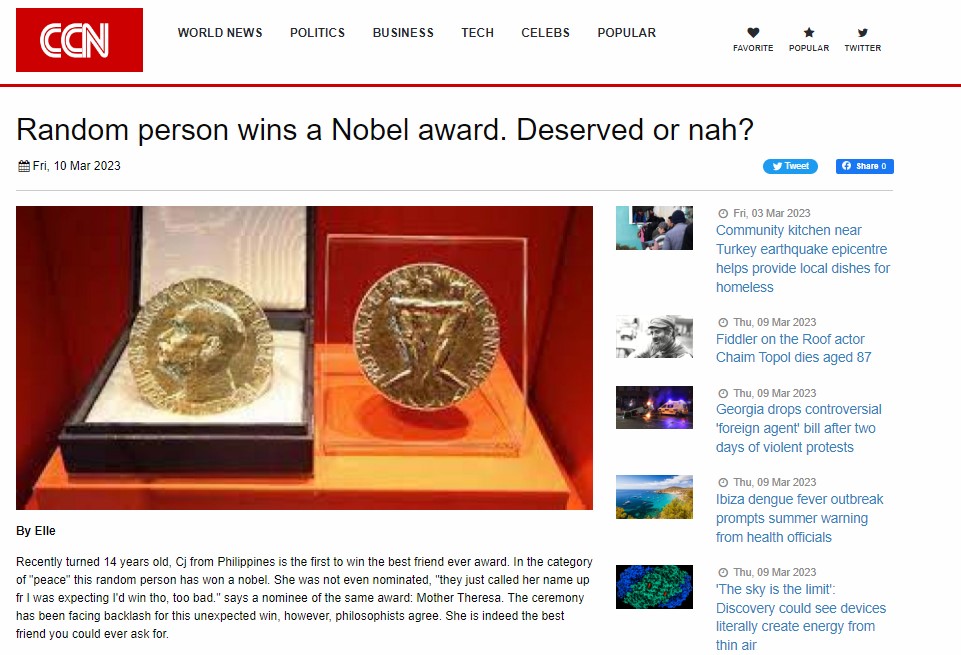 CCN
WORLD NEWS POLITICS BUSINESS TECH CELEBS POPULAR
FAVORITE POPULAR TWITTER
Random person wins a Nobel award. Deserved or nah?
Fri, 10 Mar 2023
Tweet Share 0
By Elle
Recently turned 14 years old, Cj from Philippines is the first to win the best friend ever award. In the category
of "peace" this random person has won a nobel. She was not even nominated, "they just called her name up
fr I was expecting I'd win tho, too bad." says a nominee of the same award: Mother Theresa. The ceremony
has been facing backlash for this unexpected win, however, philosophists agree. She is indeed the best
friend you could ever ask for.
Fri, 03 Mar 2023
Community kitchen near
Turkey earthquake epicentre
helps provide local dishes for
homeless
Thu, 09 Mar 2023
Fiddler on the Roof actor
Chaim Topol dies aged 87
Thu, 09 Mar 2023
Georgia drops controversial
'foreign agent' bill after two
days of violent protests
Thu, 09 Mar 2023
Ibiza dengue fever outbreak
prompts summer warning
from health officials
Thu, 09 Mar 2023
'The sky is the limit':
Discovery could see devices
literally create energy from
thin air